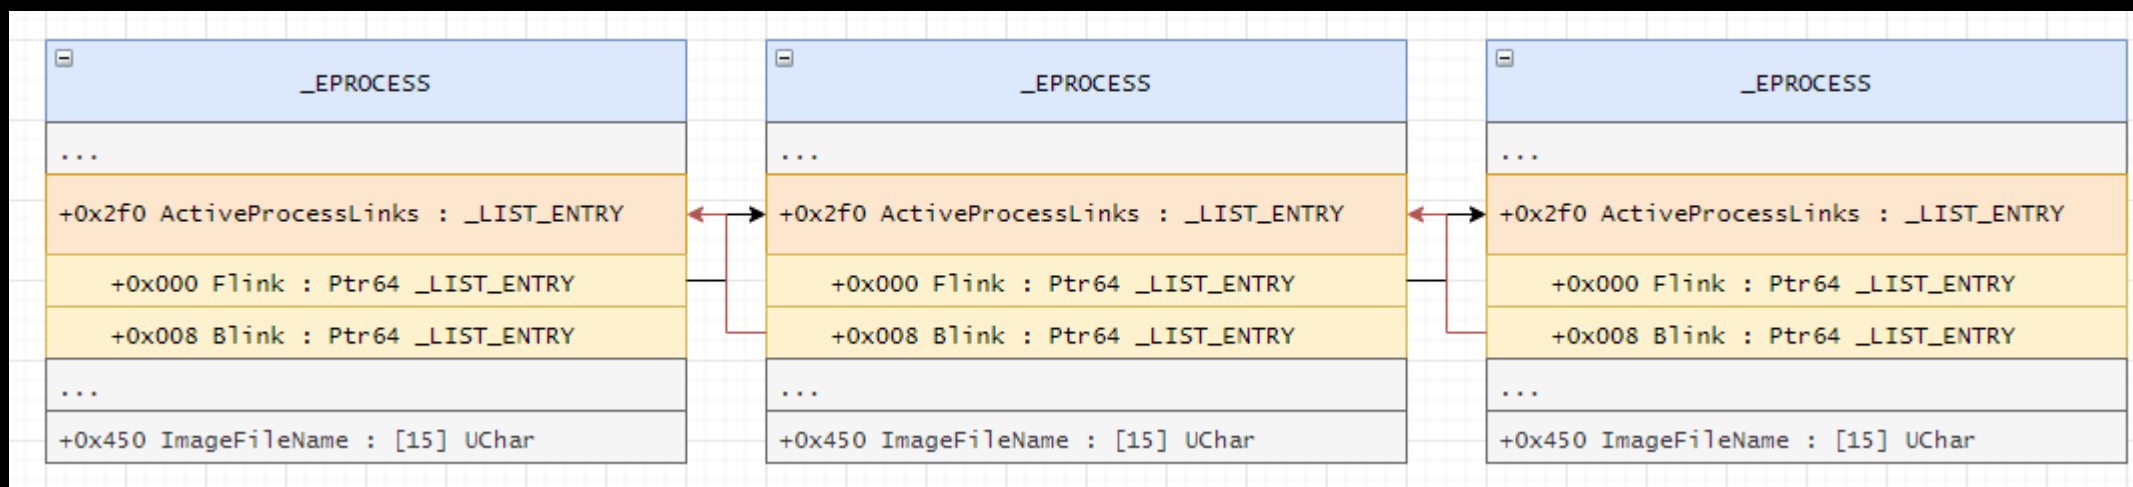 _EPROCESS
...
+0x2f0 ActiveProcessLinks : _LIST_ENTRY
+0x000 Flink : Ptr64 _LIST_ENTRY
+0x008 Blink : Ptr64 _LIST_ENTRY
...
+0x450 ImageFileName : [15] UChar
_EPROCESS
...
+0x2f0 ActiveProcessLinks : _LIST_ENTRY
+0x000 Flink : Ptr64 _LIST_ENTRY
+0x008 Blink : Ptr64 _LIST_ENTRY
...
+0x450 ImageFileName : [15] UChar
_EPROCESS
...
+0x2f0 ActiveProcessLinks : _LIST_ENTRY
+0x000 Flink : Ptr64 _LIST_ENTRY
+0x008 Blink : Ptr64 _LIST_ENTRY
...
+0x450 ImageFileName : [15] UChar